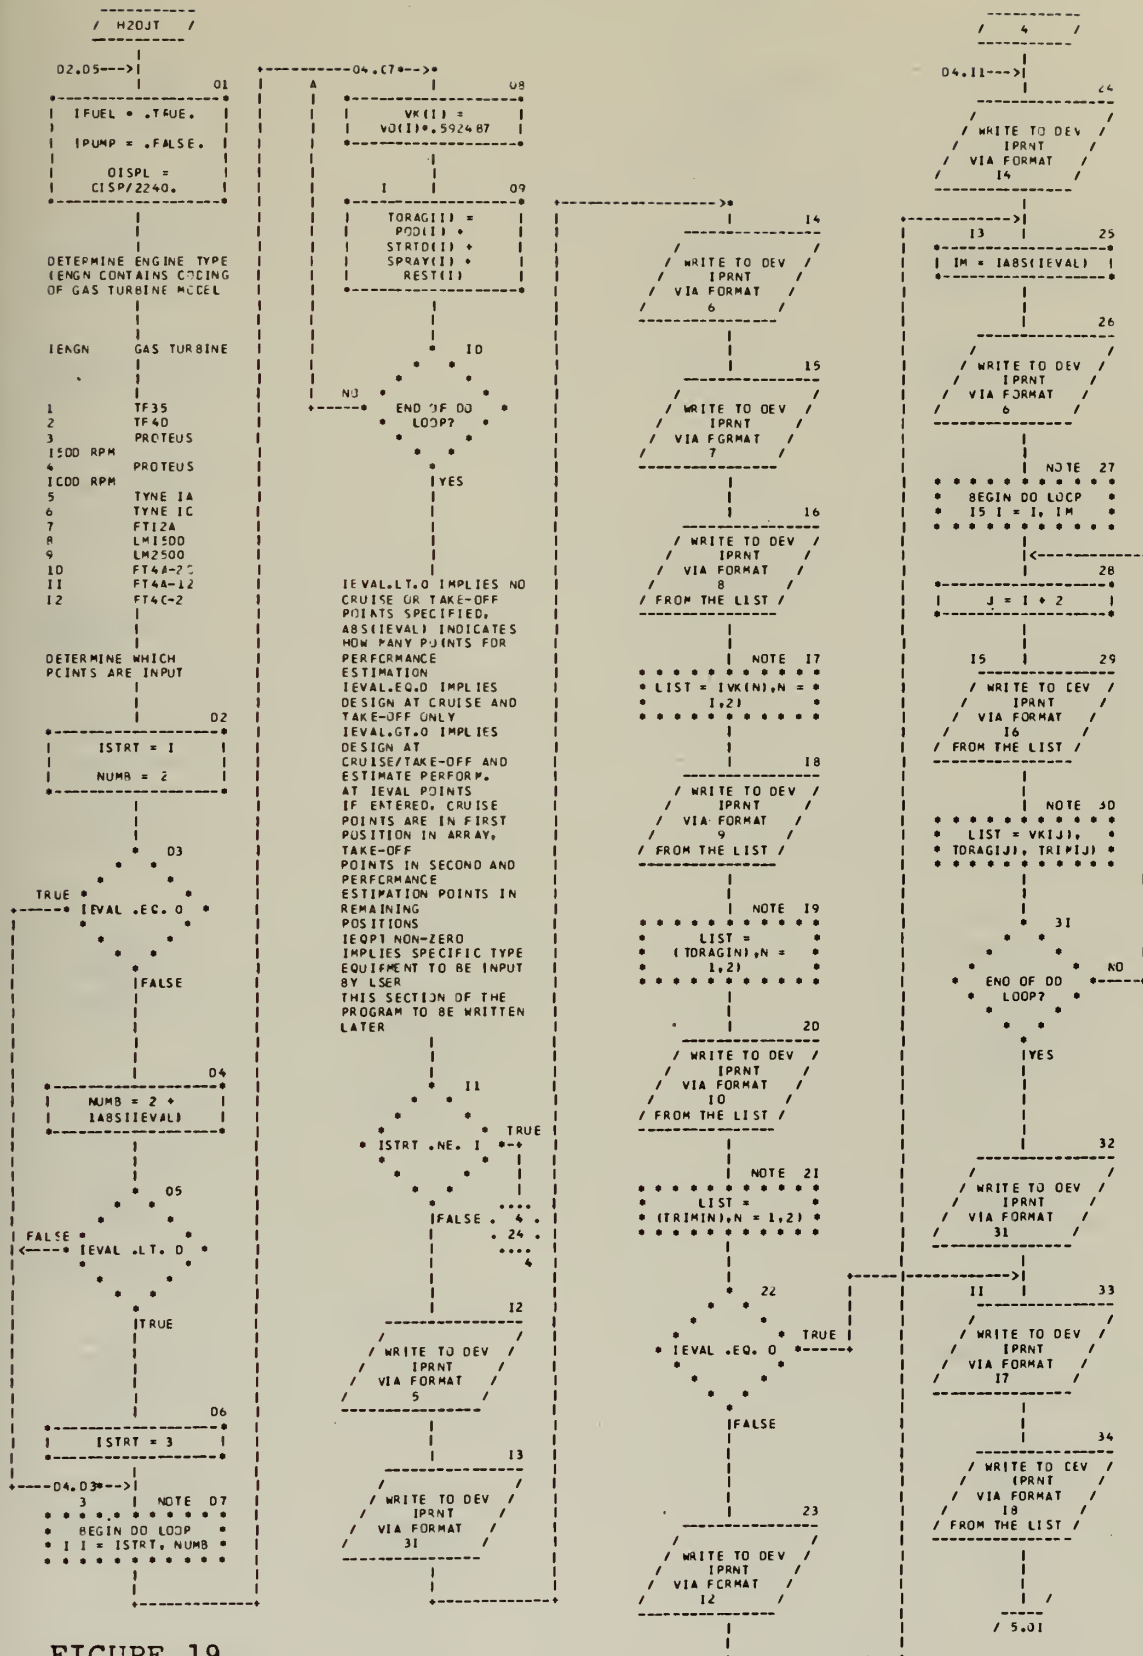 / H2OJT /
02.05--->|
01
IFUEL * .TRUE.
IPUMP = .FALSE.
DISPL =
CISP/2240.
DETERMINE ENGINE TYPE
(ENGN CONTAINS CODING
OF GAS TURBINE MODEL
IENGN GAS TURBINE
1 TF35
2 TF40
3 PROTEUS
1500 RPM
4 PROTEUS
1000 RPM
5 TYNE IA
6 TYNE IC
7 FT12A
8 LM1500
9 LM2500
10 FT4A-2C
11 FT4A-12
12 FT4C-2
DETERMINE WHICH
POINTS ARE INPUT
02
ISTRT = 1
NUMB = 2
03
TRUE
IEVAL .EQ. 0
FALSE
04
NUMB = 2 +
IABS(IEVAL)
05
FALSE
IEVAL .LT. 0
TRUE
06
ISTRT = 3
04.03*--->|
3 NOTE 07
BEGIN DO LOOP
1 I = ISTRT, NUMB
04.C7*-->*
08
VK(I) =
VO(I)*.592487
1 09
TORAG(I) =
POD(I) +
STRTD(I) +
SPRAY(I) +
REST(I)
10
NO
END OF DO
LOOP?
YES
IEVAL.LT.0 IMPLIES NO
CRUISE OR TAKE-OFF
POINTS SPECIFIED,
ABS(IEVAL) INDICATES
HOW MANY POINTS FOR
PERFCRMANCE
ESTIMATION
IEVAL.EQ.0 IMPLIES
DESIGN AT CRUISE AND
TAKE-OFF ONLY
IEVAL.GT.0 IMPLIES
DESIGN AT
CRUISE/TAKE-OFF AND
ESTIMATE PERFORM.
AT IEVAL POINTS
IF ENTERED, CRUISE
POINTS ARE IN FIRST
POSITION IN ARRAY,
TAKE-OFF
POINTS IN SECOND AND
PERFCRMANCE
ESTIMATION POINTS IN
REMAINING
POSITIONS
IEQPT NON-ZERO
IMPLIES SPECIFIC TYPE
EQUIPMENT TO BE INPUT
BY LSER
THIS SECTION OF THE
PROGRAM TO BE WRITTEN
LATER
11
TRUE
ISTRT .NE. 1
FALSE
4
24
4
12
WRITE TO DEV
IPRNT
VIA FORMAT
5
13
WRITE TO DEV
IPRNT
VIA FORMAT
31
14
WRITE TO DEV
IPRNT
VIA FORMAT
6
15
WRITE TO DEV
IPRNT
VIA FORMAT
7
16
WRITE TO DEV
IPRNT
VIA FORMAT
8
FROM THE LIST
NOTE 17
LIST = (VK(N),N =
1,2)
18
WRITE TO DEV
IPRNT
VIA FORMAT
9
FROM THE LIST
NOTE 19
LIST =
(TDRAG(N),N =
1,2)
20
WRITE TO DEV
IPRNT
VIA FORMAT
10
FROM THE LIST
NOTE 21
LIST =
(TRIM(N),N = 1,2)
22
TRUE
IEVAL .EQ. 0
FALSE
23
WRITE TO DEV
IPRNT
VIA FORMAT
12
/ 4 /
04.11--->|
24
WRITE TO DEV
IPRNT
VIA FORMAT
14
13 25
IM = IABS(IEVAL)
26
WRITE TO DEV
IPRNT
VIA FORMAT
6
NOTE 27
BEGIN DO LOCP
15 I = 1, IM
28
J = I + 2
15 29
WRITE TO DEV
IPRNT
VIA FORMAT
16
FROM THE LIST
NOTE 30
LIST = VK(J),
TDRAG(J), TRIM(J)
31
END OF DO
LOOP?
NO
YES
32
WRITE TO DEV
IPRNT
VIA FORMAT
31
11 33
WRITE TO DEV
IPRNT
VIA FORMAT
17
34
WRITE TO DEV
IPRNT
VIA FORMAT
18
FROM THE LIST
/ 5.01
FIGURE 19